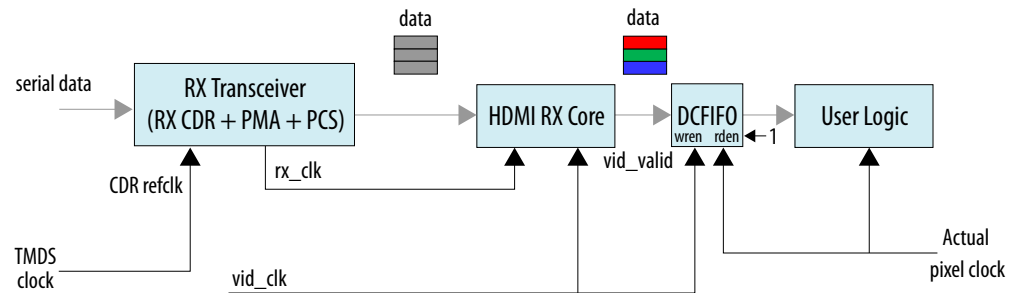 data
data
serial data
RX Transceiver
(RX CDR + PMA + PCS)
HDMI RX Core
DCFIFO
wren rden
1
User Logic
vid_valid
rx_clk
CDR refclk
TMDS
clock
vid_clk
Actual
pixel clock